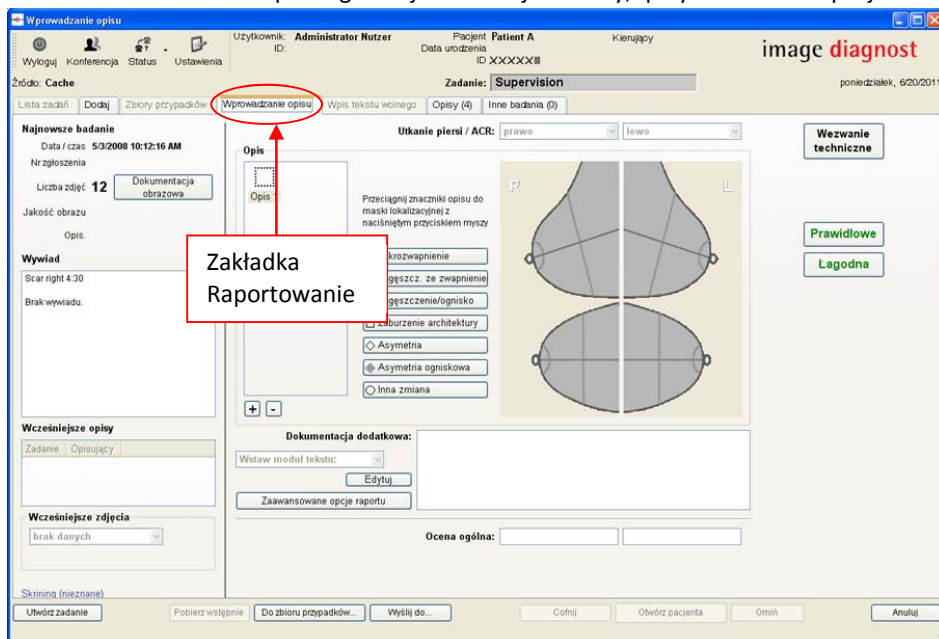 Wprowadzanie opisu
Użytkownik: Administrator Nutzer
ID:
Pacjent Patient A
Data urodzenia
ID XXXXX
Kierujący
image diagnost
Wyloguj Konferencja Status Ustawienia
Źródło: Cache
Zadanie: Supervision
poniedziałek, 6/20/2011
Lista zadań Dodaj Zbiory przypadków Wprowadzanie opisu Wpis tekstu wolnego Opisy (4) Inne badania (0)
Najnowsze badanie
Data / czas 5/3/2008 10:12:16 AM
Nr zgłoszenia
Liczba zdjęć 12 Dokumentacja obrazowa
Jakość obrazu
Opis.
Wywiad
Scar right 4:30
Brak wywiadu.
Wcześniejsze opisy
Zadanie Opisujący
Wcześniejsze zdjęcia
brak danych
Skrining (nieznane)
Utkanie piersi / ACR: prawo lewo
Opis
Opis 1
Przeciągnij znaczniki opisu do
maski lokalizacyjnej z
naciśniętym przyciskiem myszy
R L
Zakładka
Raportowanie
krozwapnienie
gęszcz. ze zwapnienie
gęszczenie/ognisko
Zaburzenie architektury
Asymetria
Asymetria ogniskowa
Inna zmiana
+ -
Dokumentacja dodatkowa:
Wstaw moduł tekstu:
Edytuj
Zaawansowane opcje raportu
Ocena ogólna:
Wezwanie
techniczne
Prawidłowe
Łagodna
Utwórz zadanie Pobierz wstępnie Do zbioru przypadków... Wyślij do... Cofnij Otwórz pacjenta Omiń Anuluj